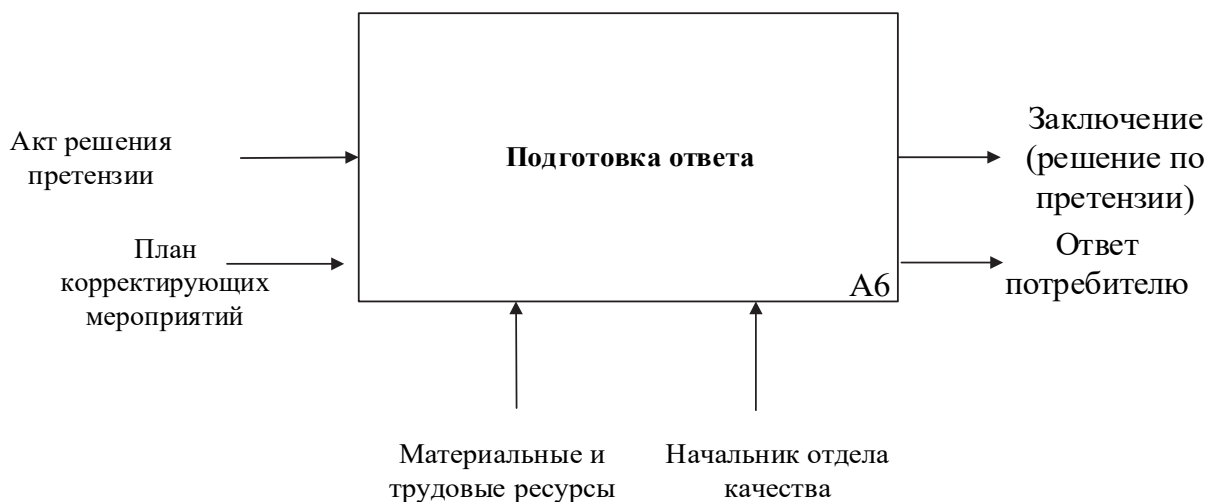 Акт решения
претензии
План
корректирующих
мероприятий
Подготовка ответа
А6
Заключение
(решение по
претензии)
Ответ
потребителю
Материальные и
трудовые ресурсы
Начальник отдела
качества